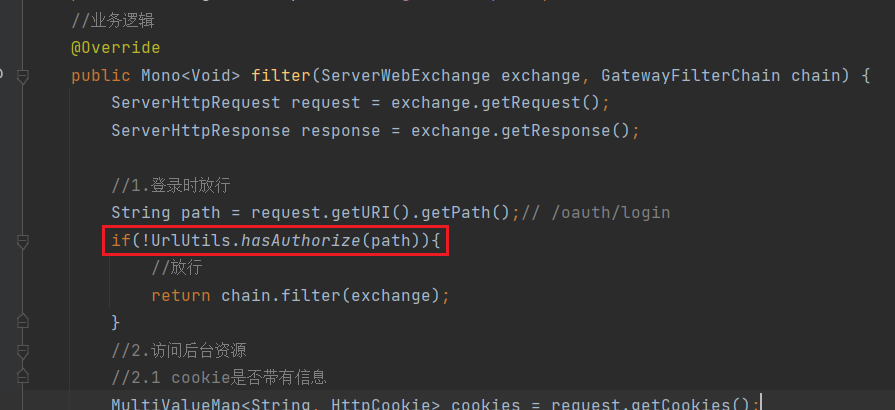 //业务逻辑
@Override
public Mono<Void> filter(ServerWebExchange exchange, GatewayFilterChain chain) {
ServerHttpRequest request = exchange.getRequest();
ServerHttpResponse response = exchange.getResponse();
//1.登录时放行
String path = request.getURI().getPath();// /oauth/login
if(!UrlUtils.hasAuthorize(path)){
//放行
return chain.filter(exchange);
}
//2.访问后台资源
//2.1 cookie是否带有信息
MultiValueMap<String, HttpCookie> cookies = request.getCookies();